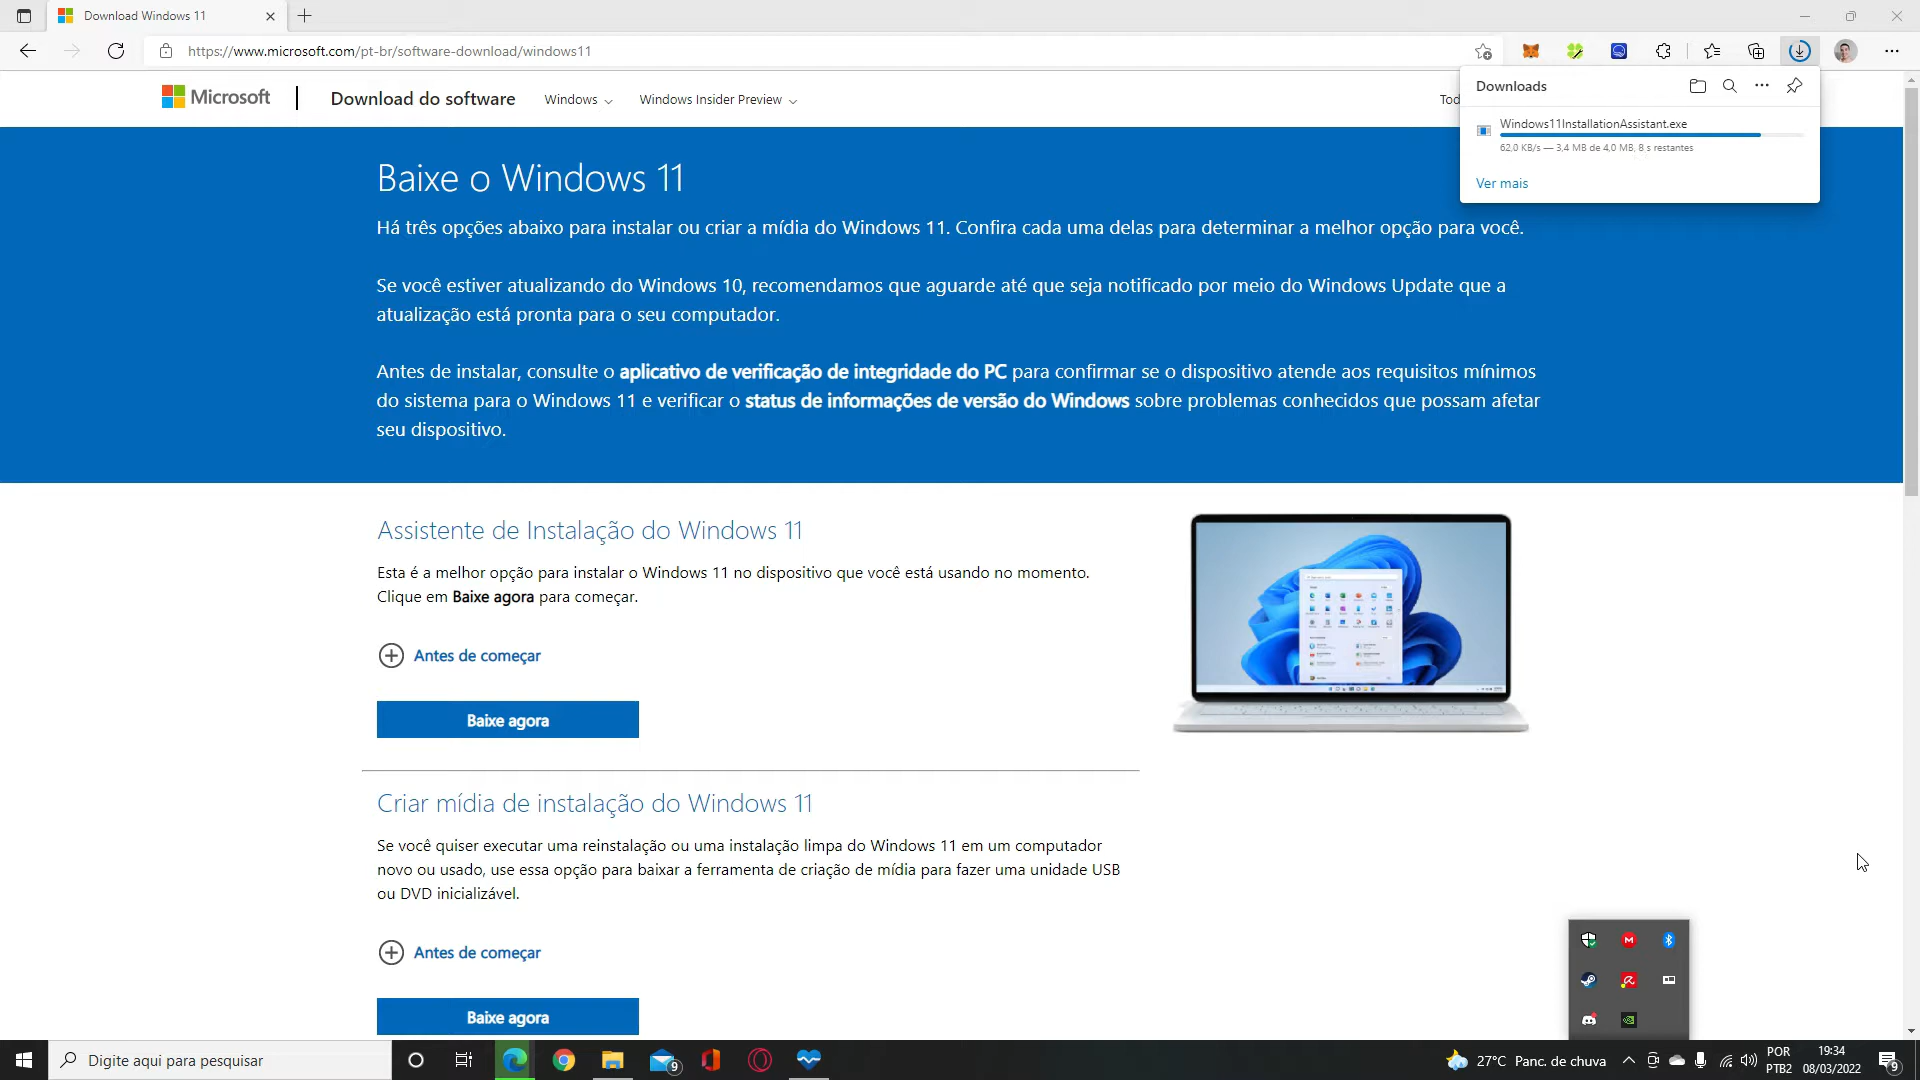 Download Windows 11
https://www.microsoft.com/pt-br/software-download/windows11
Microsoft
Download do software
Windows
Windows Insider Preview
Tod
Downloads
Windows11InstallationAssistant.exe
62,0 KB/s — 3,4 MB de 4,0 MB, 8 s restantes
Ver mais
Baixe o Windows 11
Há três opções abaixo para instalar ou criar a mídia do Windows 11. Confira cada uma delas para determinar a melhor opção para você.
Se você estiver atualizando do Windows 10, recomendamos que aguarde até que seja notificado por meio do Windows Update que a
atualização está pronta para o seu computador.
Antes de instalar, consulte o aplicativo de verificação de integridade do PC para confirmar se o dispositivo atende aos requisitos mínimos
do sistema para o Windows 11 e verificar o status de informações de versão do Windows sobre problemas conhecidos que possam afetar
seu dispositivo.
Assistente de Instalação do Windows 11
Esta é a melhor opção para instalar o Windows 11 no dispositivo que você está usando no momento.
Clique em Baixe agora para começar.
Antes de começar
Baixe agora
Criar mídia de instalação do Windows 11
Se você quiser executar uma reinstalação ou uma instalação limpa do Windows 11 em um computador
novo ou usado, use essa opção para baixar a ferramenta de criação de mídia para fazer uma unidade USB
ou DVD inicializável.
Antes de começar
Baixe agora
Digite aqui para pesquisar
9
27°C Panc. de chuva
POR
PTB2
19:34
08/03/2022
9